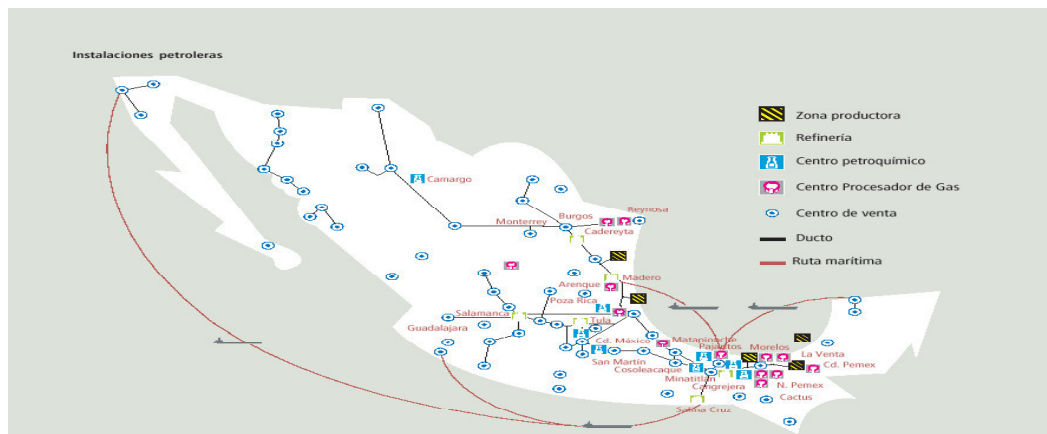 Instalaciones petroleras
Zona productora
Refinería
Centro petroquímico
Centro Procesador de Gas
Centro de venta
Ducto
Ruta marítima
Camargo
Reynosa
Burgos
Monterrey
Cadereyta
Madero
Arenque
Poza Rica
Salamanca
Tula
Guadalajara
Cd. México
Matapionche
Pajaritos
Morelos
La Venta
San Martín
Cd. Pemex
Cosoleacaque
Minatitlán
Cangrejera
N. Pemex
Cactus
Salina Cruz